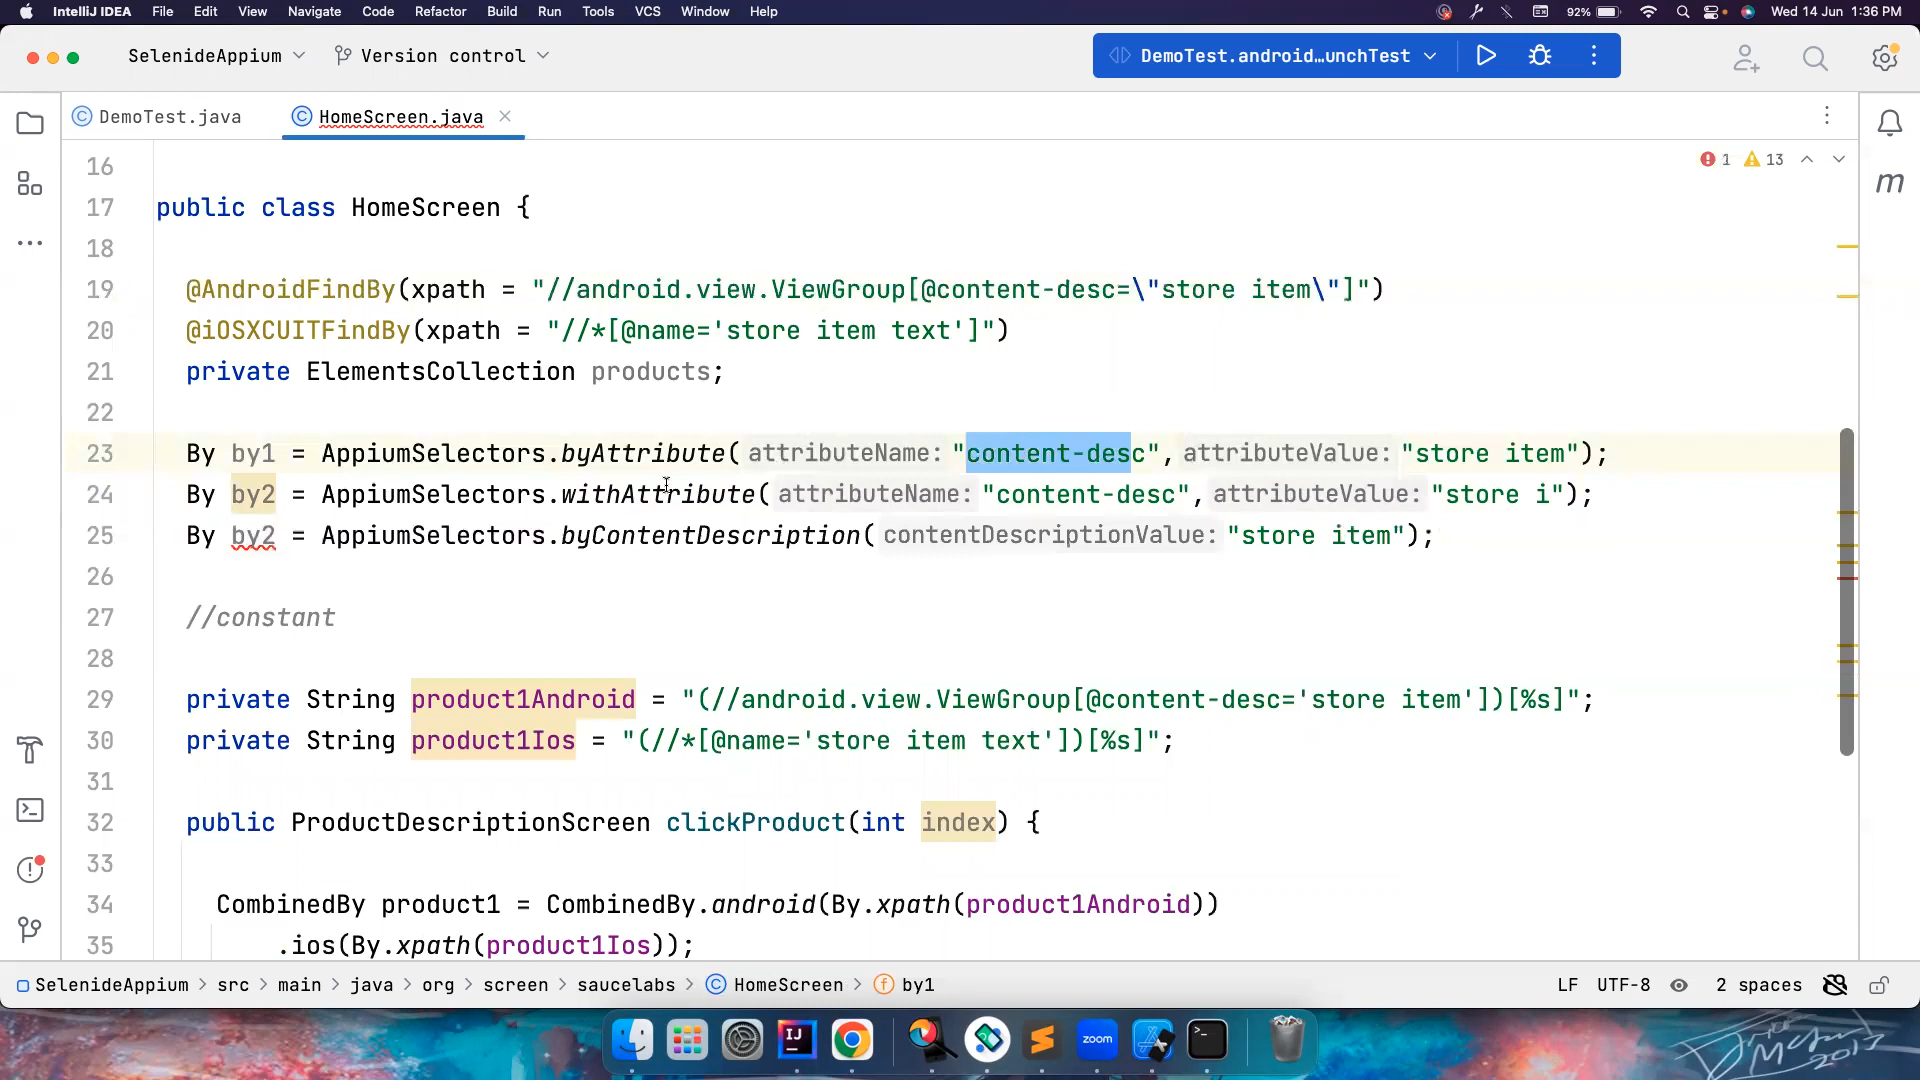 IntelliJ IDEA File Edit View Navigate Code Refactor Build Run Tools VCS Window Help 92% Wed 14 Jun 1:36 PM
SelenideAppium Version control DemoTest.android...unchTest
DemoTest.java HomeScreen.java
1 13
16
17 public class HomeScreen {
18
19 @AndroidFindBy(xpath = "//android.view.ViewGroup[@content-desc=\"store item\"]")
20 @iOSXCUITFindBy(xpath = "//*[@name='store item text']")
21 private ElementsCollection products;
22
23 By by1 = AppiumSelectors.byAttribute( attributeName: "content-desc", attributeValue: "store item");
24 By by2 = AppiumSelectors.withAttribute( attributeName: "content-desc", attributeValue: "store i");
25 By by2 = AppiumSelectors.byContentDescription( contentDescriptionValue: "store item");
26
27 //constant
28
29 private String product1Android = "(//android.view.ViewGroup[@content-desc='store item'])[%s]";
30 private String product1Ios = "(//*[@name='store item text'])[%s]";
31
32 public ProductDescriptionScreen clickProduct(int index) {
33
34 CombinedBy product1 = CombinedBy.android(By.xpath(product1Android))
35 .ios(By.xpath(product1Ios));
SelenideAppium > src > main > java > org > screen > saucelabs > HomeScreen > by1 LF UTF-8 2 spaces
zoom